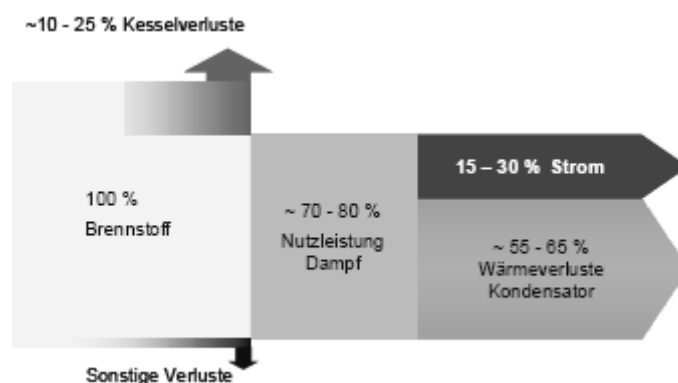 ~10 - 25 % Kesselverluste
100 %
Brennstoff
~ 70 - 80 %
Nutzleistung
Dampf
15 – 30 % Strom
~ 55 - 65 %
Wärmeverluste
Kondensator
Sonstige Verluste